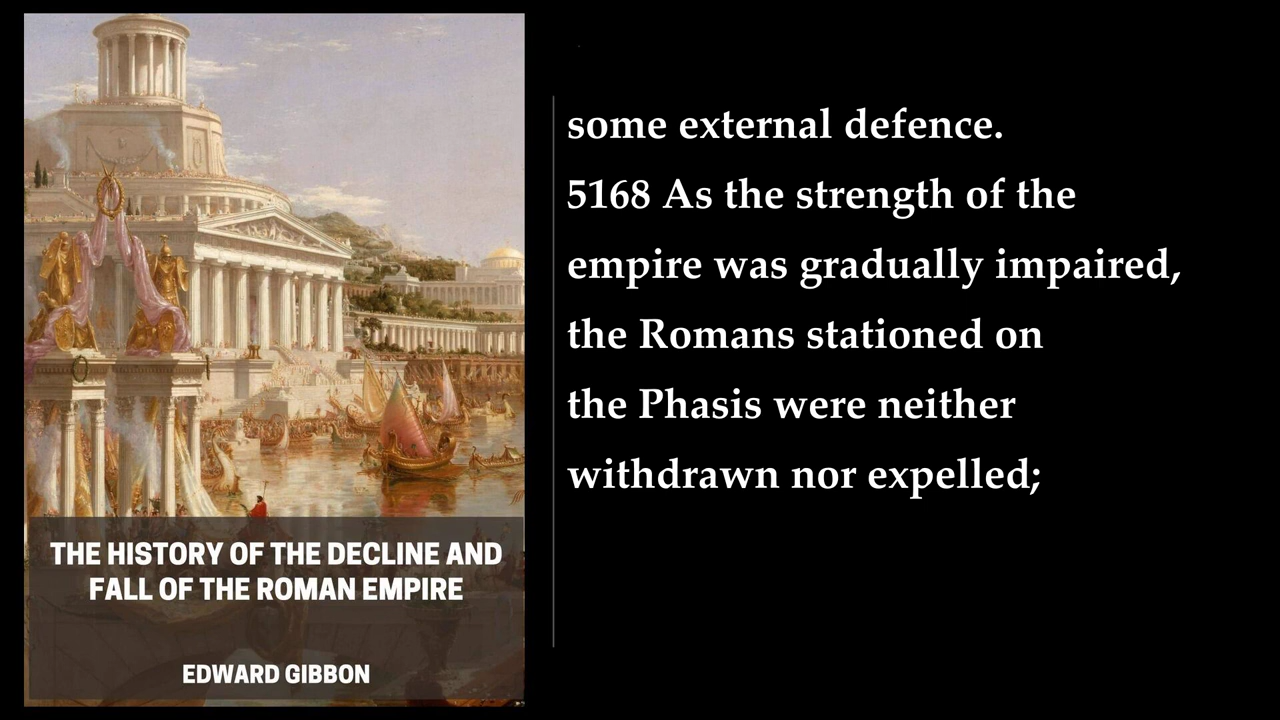 THE HISTORY OF THE DECLINE AND
FALL OF THE ROMAN EMPIRE
EDWARD GIBBON
some external defence.
5168 As the strength of the
empire was gradually impaired,
the Romans stationed on
the Phasis were neither
withdrawn nor expelled;